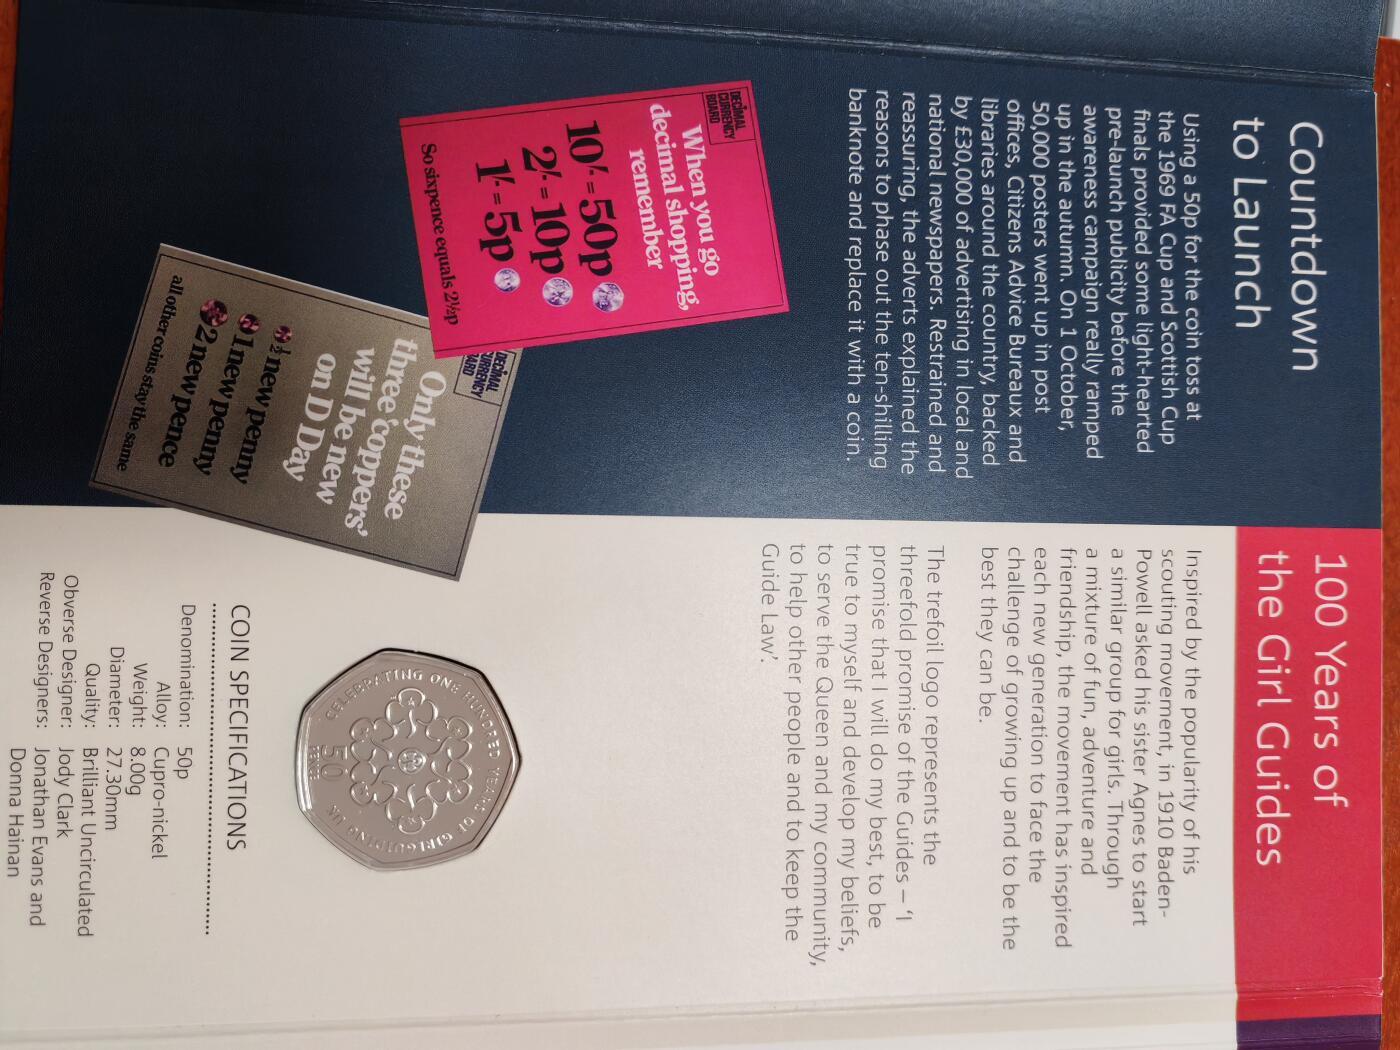 Countdown
to Launch
Using a 50p for the coin toss at
the 1969 FA Cup and Scottish Cup
finals provided some light-hearted
pre-launch publicity before the
awareness campaign really ramped
up in the autumn. On 1 October,
50,000 posters went up in post
offices, Citizens Advice Bureaux and
libraries around the country, backed
by £30,000 of advertising in local and
national newspapers. Restrained and
reassuring, the adverts explained the
reasons to phase out the ten-shilling
banknote and replace it with a coin.
DECIMAL
CURRENCY
BOARD
When you go
decimal shopping,
remember
10/- = 50p
2/- = 10p
1/- = 5p
So sixpence equals 2½p
DECIMAL
CURRENCY
BOARD
Only these
three 'coppers'
will be new
on D Day
½ new penny
1 new penny
2 new pence
all other coins stay the same
100 Years of
the Girl Guides
Inspired by the popularity of his
scouting movement, in 1910 Baden-
Powell asked his sister Agnes to start
a similar group for girls. Through
a mixture of fun, adventure and
friendship, the movement has inspired
each new generation to face the
challenge of growing up and to be the
best they can be.
The trefoil logo represents the
threefold promise of the Guides – 'I
promise that I will do my best, to be
true to myself and develop my beliefs,
to serve the Queen and my community,
to help other people and to keep the
Guide Law'.
CELEBRATING ONE HUNDRED YEARS OF GIRLGUIDING UK
50
PENCE
COIN SPECIFICATIONS
Denomination: 50p
Alloy: Cupro-nickel
Weight: 8.00g
Diameter: 27.30mm
Quality: Brilliant Uncirculated
Obverse Designer: Jody Clark
Reverse Designers: Jonathan Evans and
Donna Hainan